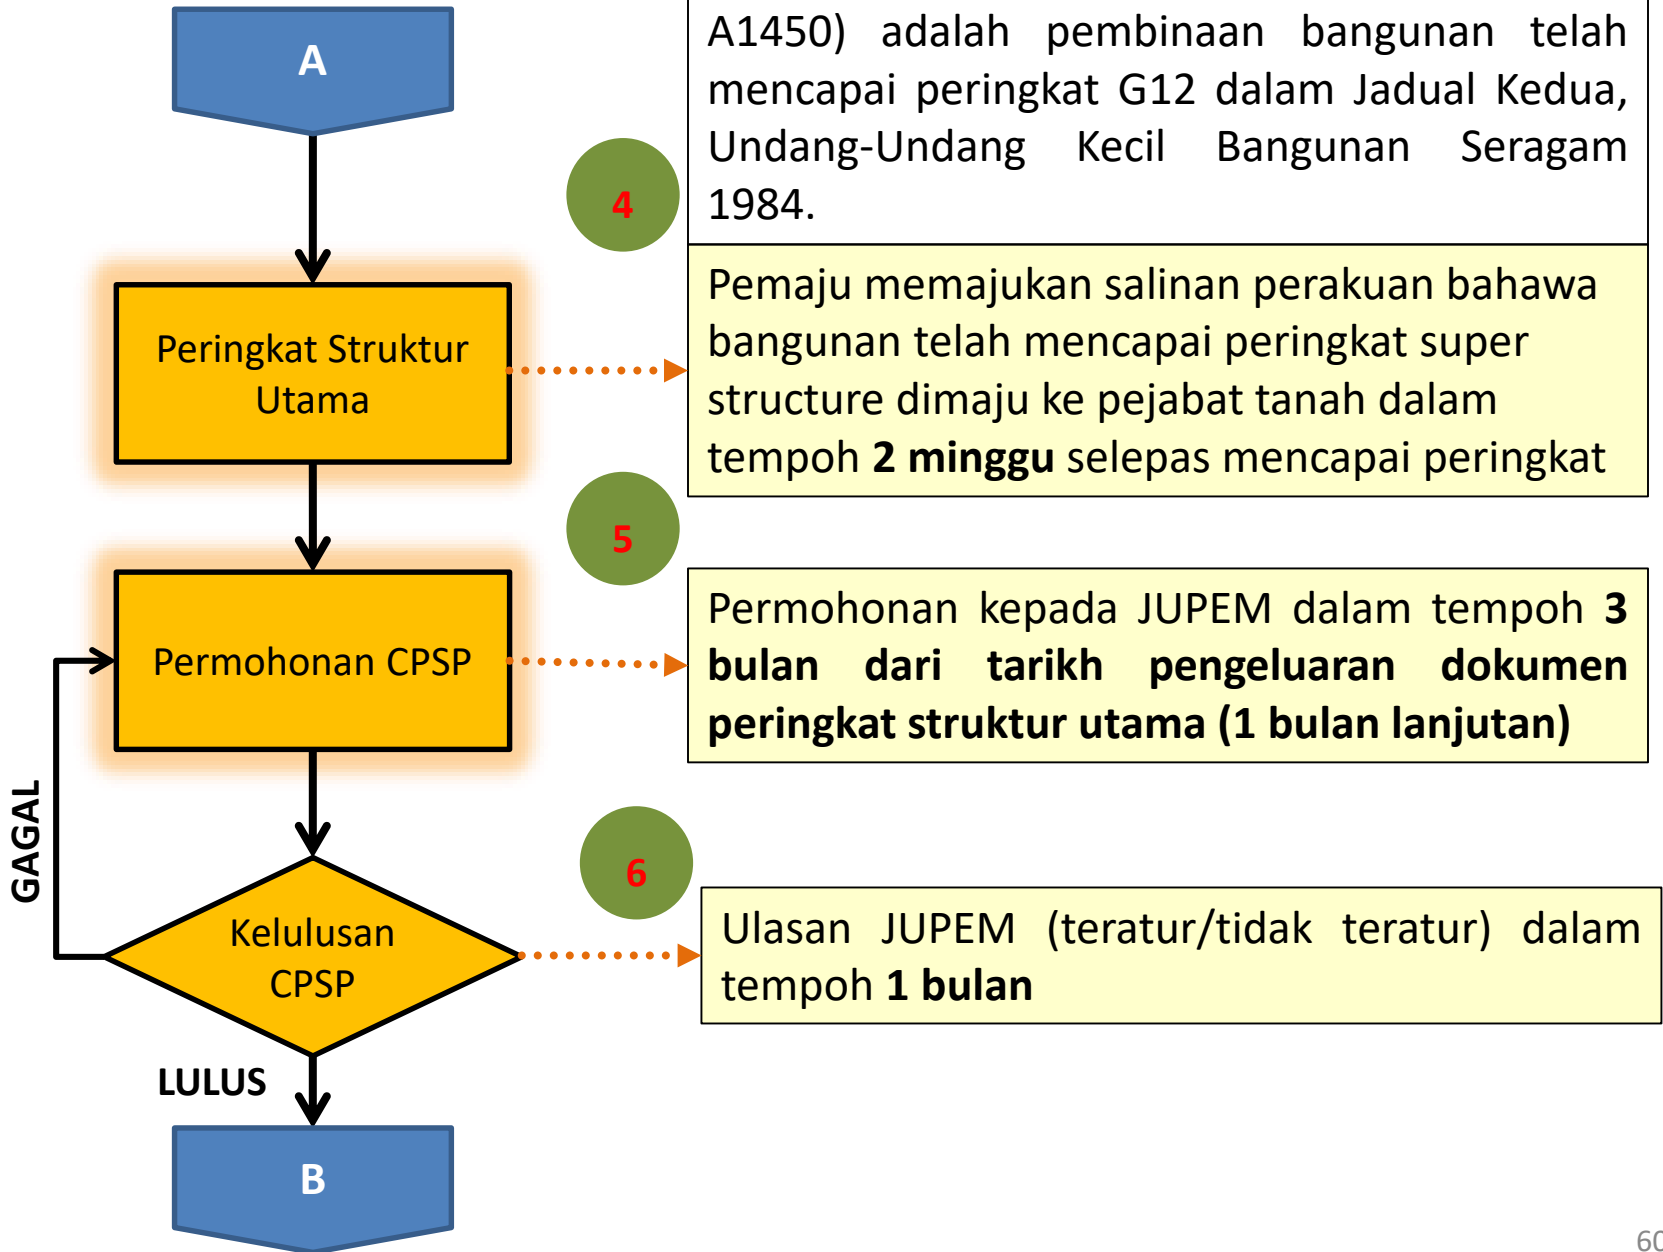 A
A1450) adalah pembinaan bangunan telah
mencapai peringkat G12 dalam Jadual Kedua,
Undang-Undang Kecil Bangunan Seragam
1984.
4
Peringkat Struktur
Utama
Pemaju memajukan salinan perakuan bahawa
bangunan telah mencapai peringkat super
structure dimaju ke pejabat tanah dalam
tempoh 2 minggu selepas mencapai peringkat
5
Permohonan CPSP
Permohonan kepada JUPEM dalam tempoh 3
bulan dari tarikh pengeluaran dokumen
peringkat struktur utama (1 bulan lanjutan)
GAGAL
6
Kelulusan
CPSP
Ulasan JUPEM (teratur/tidak teratur) dalam
tempoh 1 bulan
LULUS
B
60